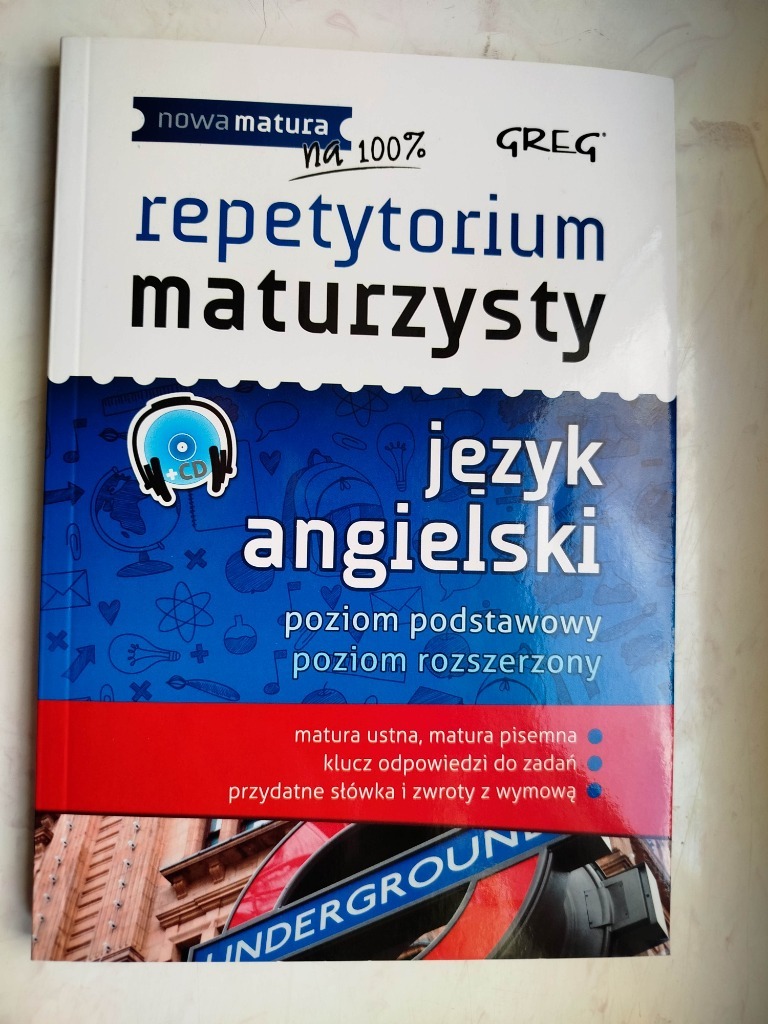 nowa matura
na 100%
GREG®
repetytorium
maturzysty
+CD
język
angielski
poziom podstawowy
poziom rozszerzony
matura ustna, matura pisemna
klucz odpowiedzi do zadań
przydatne słówka i zwroty z wymową
UNDERGROUND